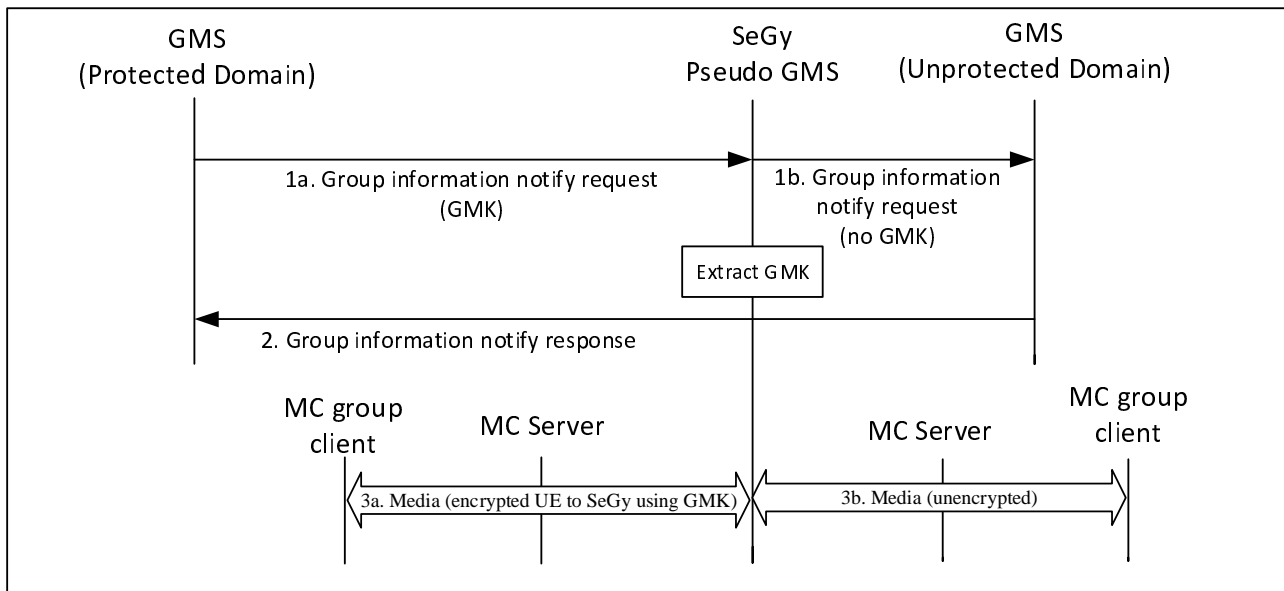 GMS
(Protected Domain)
SeGy
Pseudo GMS
GMS
(Unprotected Domain)
1a. Group information notify request
(GMK)
1b. Group information
notify request
(no GMK)
Extract GMK
2. Group information notify response
MC group
client
MC Server
MC Server
MC group
client
3a. Media (encrypted UE to SeGy using GMK)
3b. Media (unencrypted)